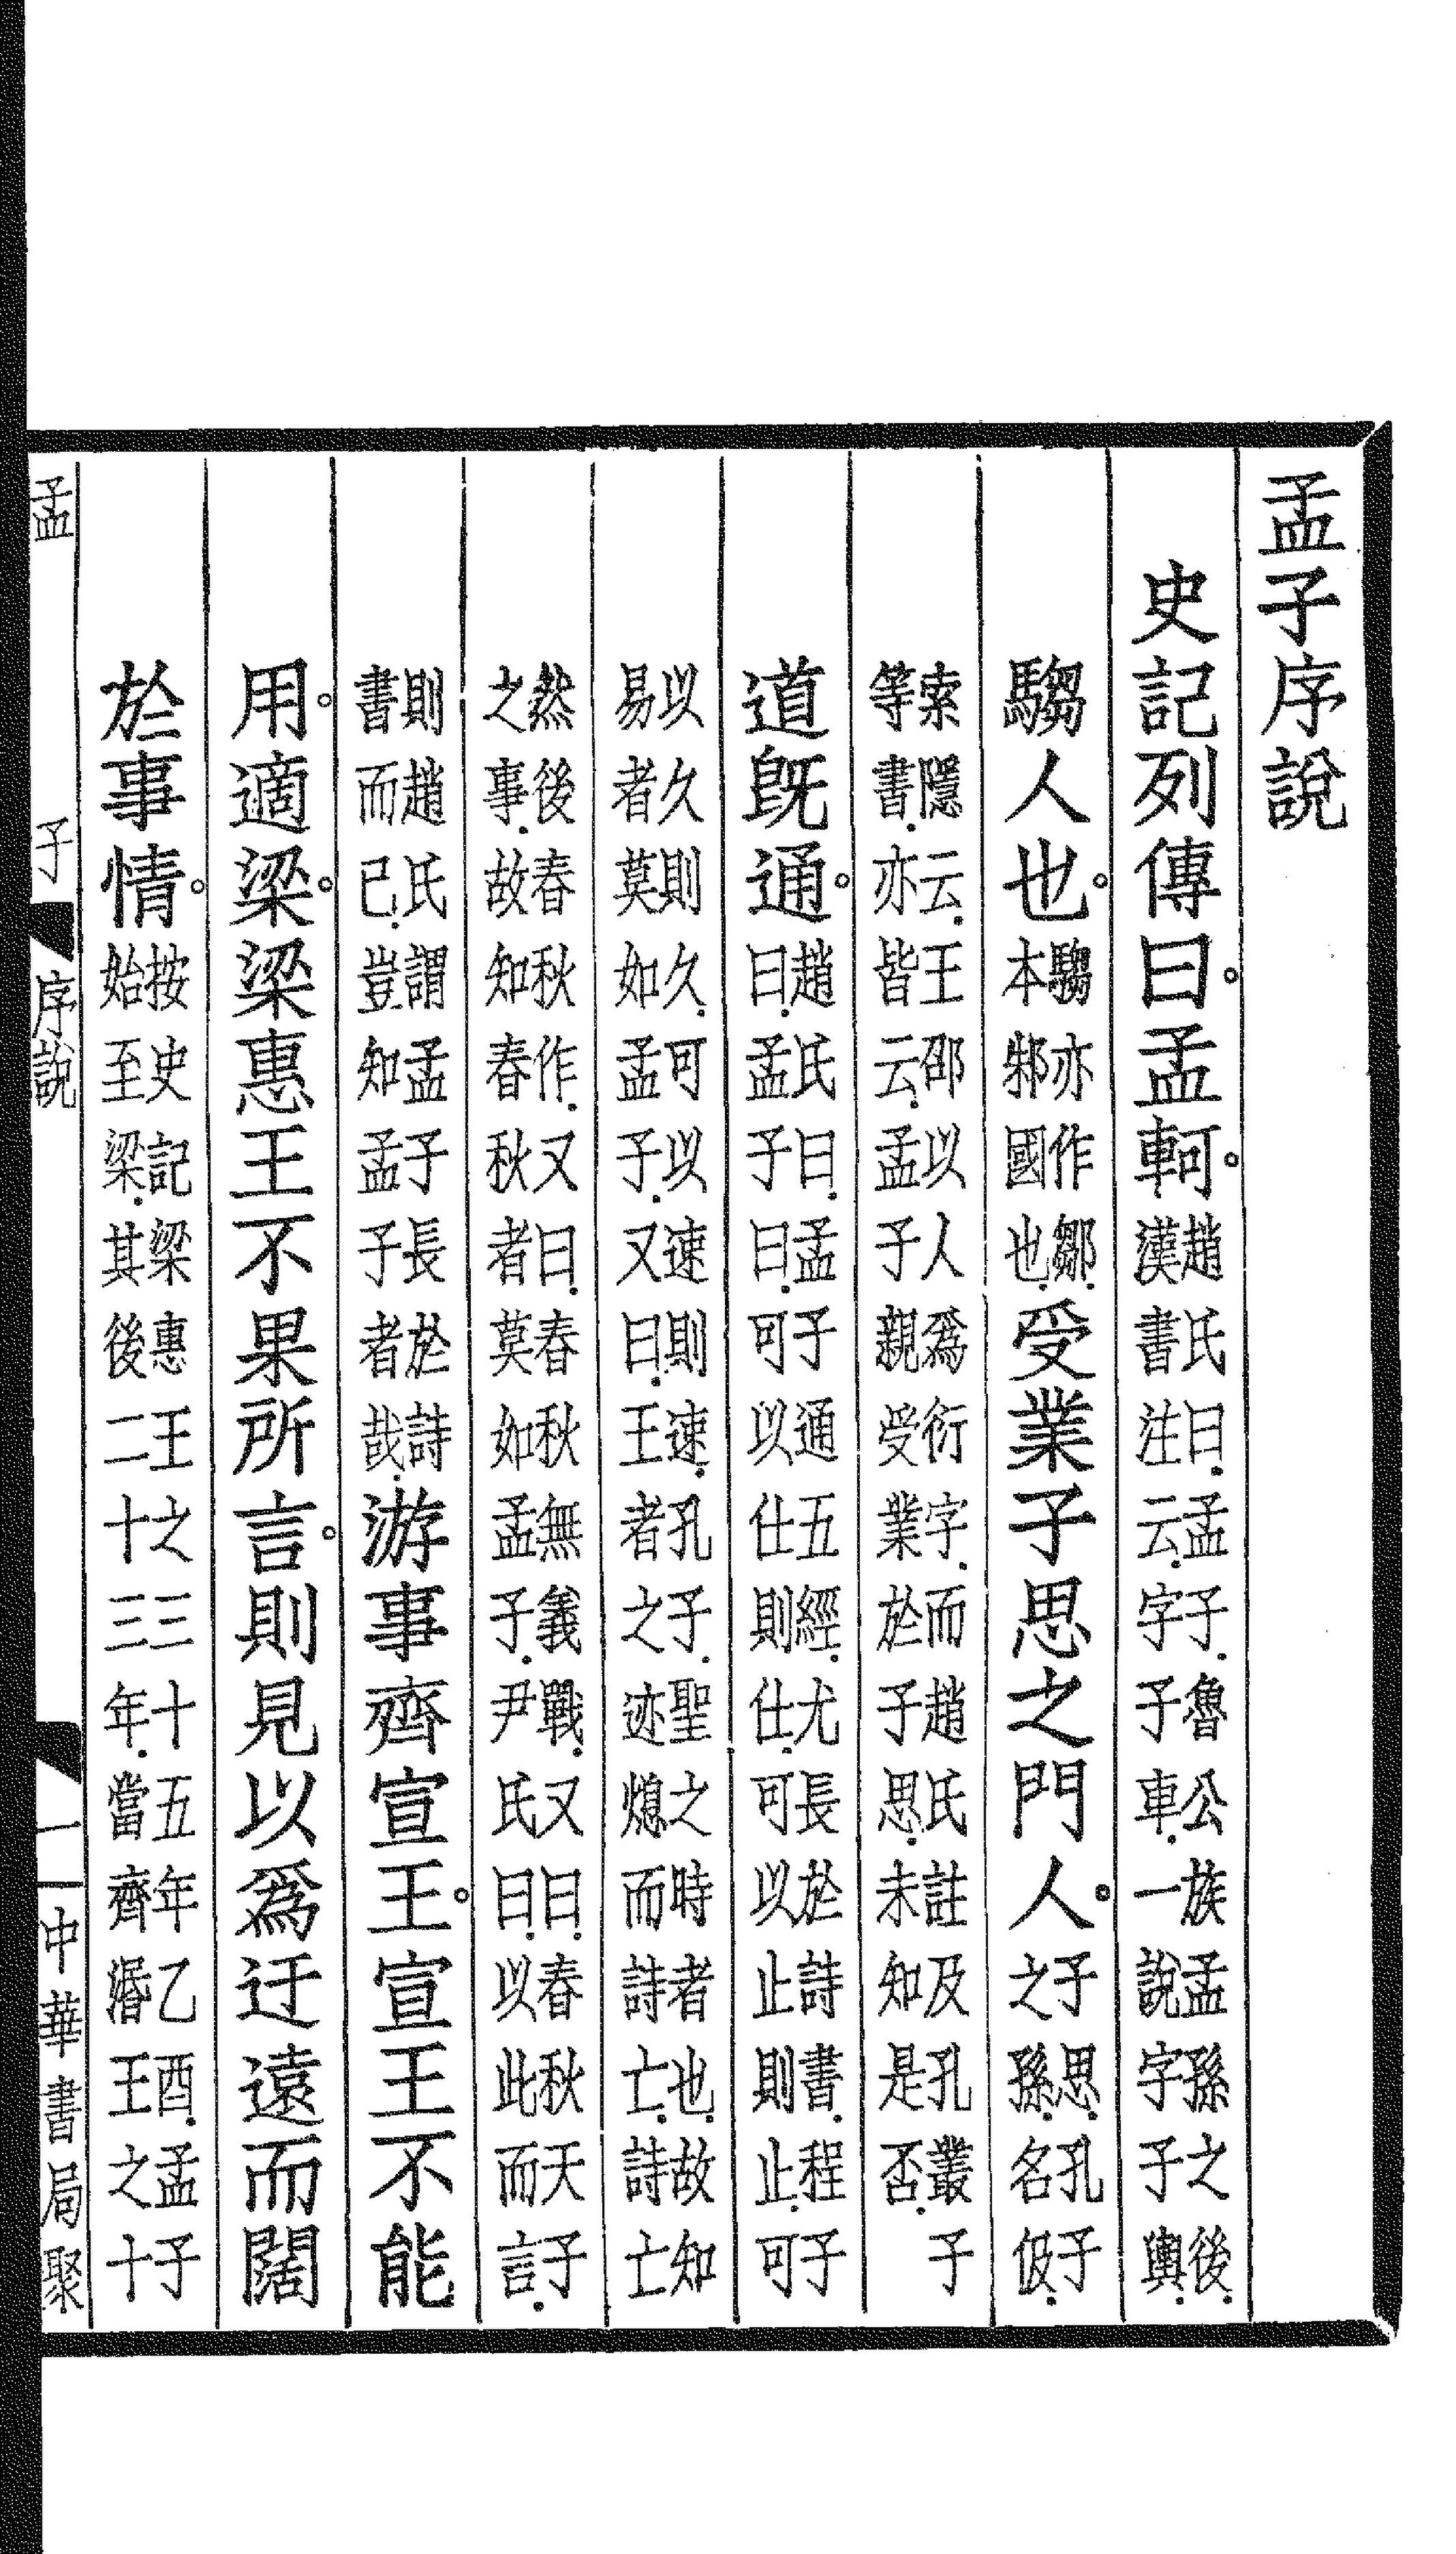 孟子序說
史記列傳曰。孟軻。趙氏曰.孟子.魯公族孟孫之後.漢書注云.字子車.一說字子輿.
騶人也。騶亦作鄒.本邾國也.受業子思之門人。子思.孔子之孫.名伋.
索隱云.王邵以人爲衍字.而趙氏註及孔叢子等書.亦皆云.孟子親受業於子思.未知是否.
道旣通。趙氏曰.孟子通五經.尤長於詩書.程子曰.孟子曰.可以仕則仕.可以止則止.可
以久則久.可以速則速.孔子.聖之時者也.故知易者莫如孟子.又曰.王者之迹熄而詩亡.詩亡
然後春秋作.又曰.春秋無義戰.又曰.春秋天子之事.故知春秋者莫如孟子.尹氏曰.以此而言.
則趙氏謂孟子長於詩書而已.豈知孟子者哉.游事齊宣王。宣王不能
用。適梁。梁惠王不果所言。則見以爲迂遠而闊
於事情。按史記梁惠王之三十五年乙酉.孟子始至梁.其後二十三年.當齊湣王之十
孟子 序說 一 中華書局聚